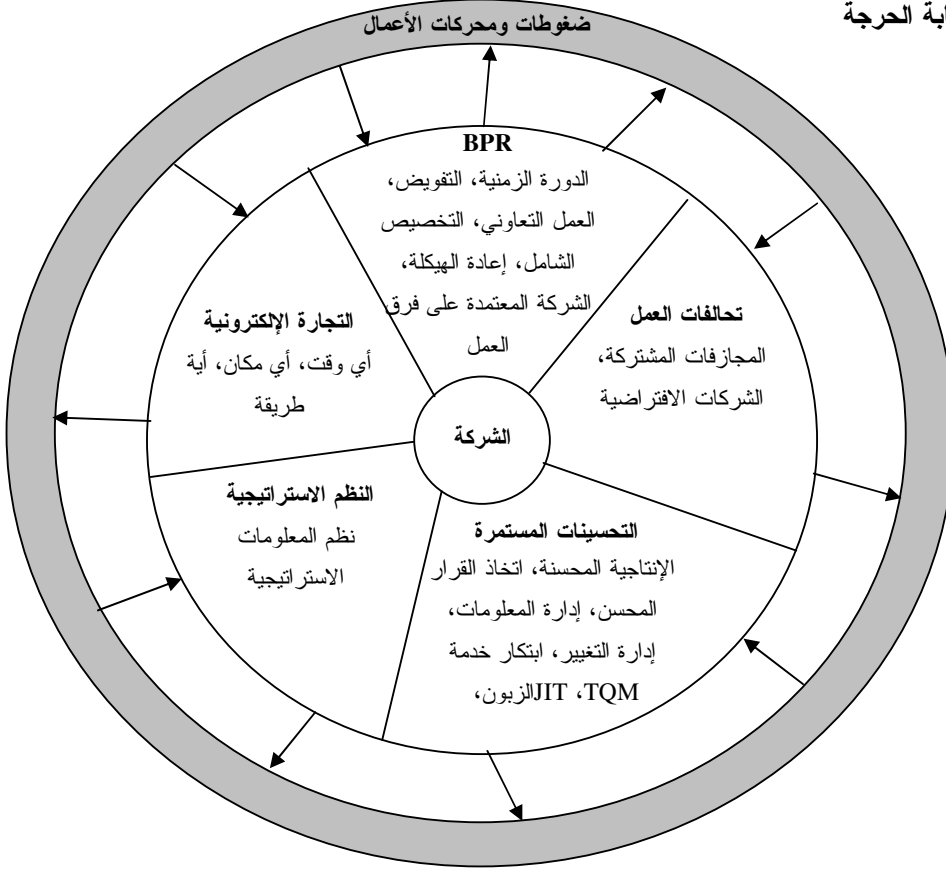 ابة الحرجة
ضغوطات ومحركات الأعمال
BPR
الدورة الزمنية، التفويض،
العمل التعاوني، التخصيص
الشامل، إعادة الهيكلة،
الشركة المعتمدة على فرق
العمل
تحالفات العمل
المجازفات المشتركة،
الشركات الافتراضية
التجارة الإلكترونية
أي وقت، أي مكان، أية
طريقة
الشركة
النظم الاستراتيجية
نظم المعلومات
الاستراتيجية
التحسينات المستمرة
الإنتاجية المحسنة، اتخاذ القرار
المحسن، إدارة المعلومات،
إدارة التغيير، ابتكار خدمة
الزبون، JIT، TQM